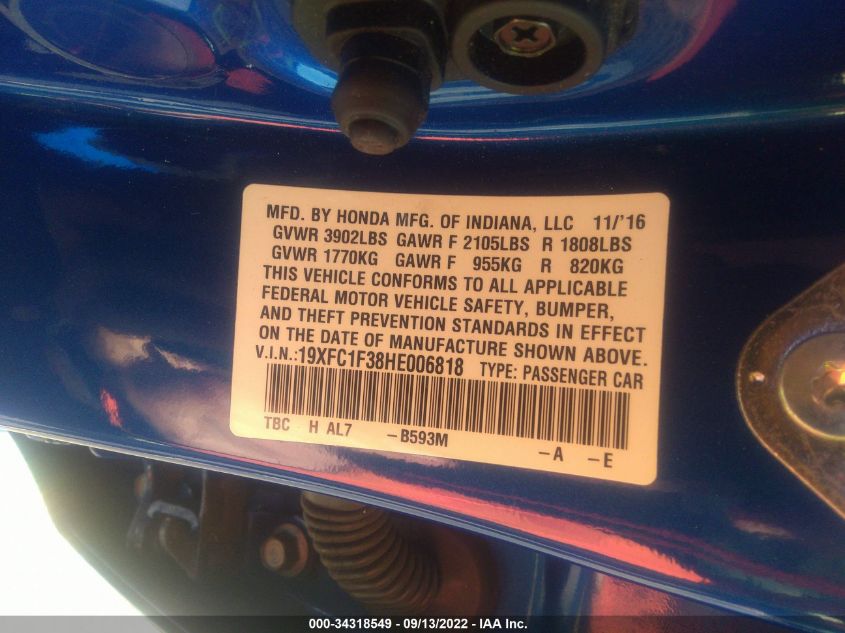 MFD. BY HONDA MFG. OF INDIANA, LLC 11/'16
GVWR 3902LBS GAWR F 2105LBS R 1808LBS
GVWR 1770KG GAWR F 955KG R 820KG
THIS VEHICLE CONFORMS TO ALL APPLICABLE
FEDERAL MOTOR VEHICLE SAFETY, BUMPER,
AND THEFT PREVENTION STANDARDS IN EFFECT
ON THE DATE OF MANUFACTURE SHOWN ABOVE.
V.I.N.:19XFC1F38HE006818 TYPE: PASSENGER CAR
TBC H AL7 -B593M
-A -E
000-34318549 - 09/13/2022 - IAA Inc.